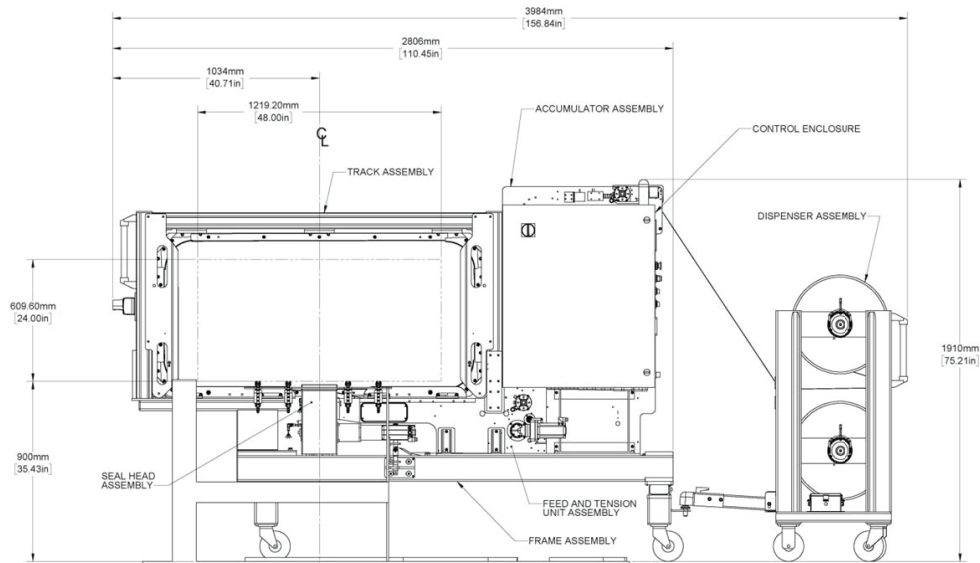 3984mm
[156.84in]
2806mm
[110.45in]
1034mm
[40.71in]
1219.20mm
[48.00in]
CL
ACCUMULATOR ASSEMBLY
CONTROL ENCLOSURE
TRACK ASSEMBLY
DISPENSER ASSEMBLY
609.60mm
[24.00in]
1910mm
[75.21in]
900mm
[35.43in]
SEAL HEAD
ASSEMBLY
FEED AND TENSION
UNIT ASSEMBLY
FRAME ASSEMBLY